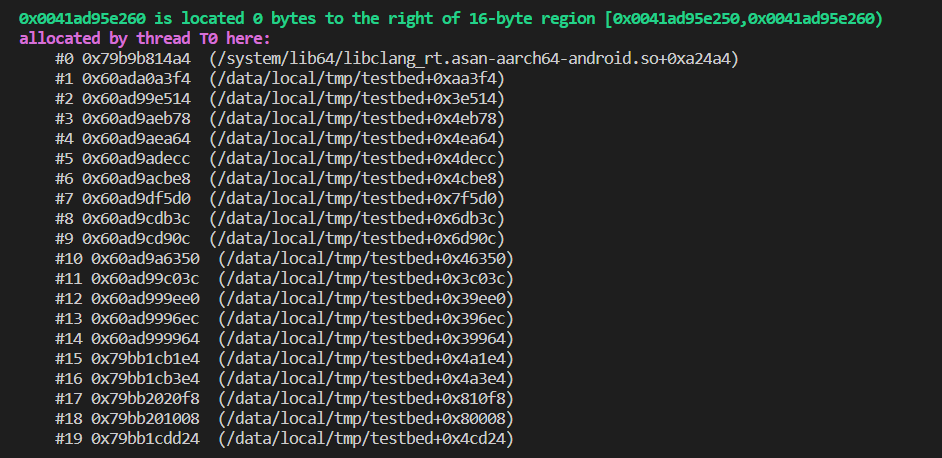 0x0041ad95e260 is located 0 bytes to the right of 16-byte region [0x0041ad95e250,0x0041ad95e260)
allocated by thread T0 here:
#0 0x79b9b814a4 (/system/lib64/libclang_rt.asan-aarch64-android.so+0xa24a4)
#1 0x60ada0a3f4 (/data/local/tmp/testbed+0xaa3f4)
#2 0x60ad99e514 (/data/local/tmp/testbed+0x3e514)
#3 0x60ad9aeb78 (/data/local/tmp/testbed+0x4eb78)
#4 0x60ad9aea64 (/data/local/tmp/testbed+0x4ea64)
#5 0x60ad9adecc (/data/local/tmp/testbed+0x4decc)
#6 0x60ad9acbe8 (/data/local/tmp/testbed+0x4cbe8)
#7 0x60ad9df5d0 (/data/local/tmp/testbed+0x7f5d0)
#8 0x60ad9cdb3c (/data/local/tmp/testbed+0x6db3c)
#9 0x60ad9cd90c (/data/local/tmp/testbed+0x6d90c)
#10 0x60ad9a6350 (/data/local/tmp/testbed+0x46350)
#11 0x60ad99c03c (/data/local/tmp/testbed+0x3c03c)
#12 0x60ad999ee0 (/data/local/tmp/testbed+0x39ee0)
#13 0x60ad9996ec (/data/local/tmp/testbed+0x396ec)
#14 0x60ad999964 (/data/local/tmp/testbed+0x39964)
#15 0x79bb1cb1e4 (/data/local/tmp/testbed+0x4a1e4)
#16 0x79bb1cb3e4 (/data/local/tmp/testbed+0x4a3e4)
#17 0x79bb2020f8 (/data/local/tmp/testbed+0x810f8)
#18 0x79bb201008 (/data/local/tmp/testbed+0x80008)
#19 0x79bb1cdd24 (/data/local/tmp/testbed+0x4cd24)